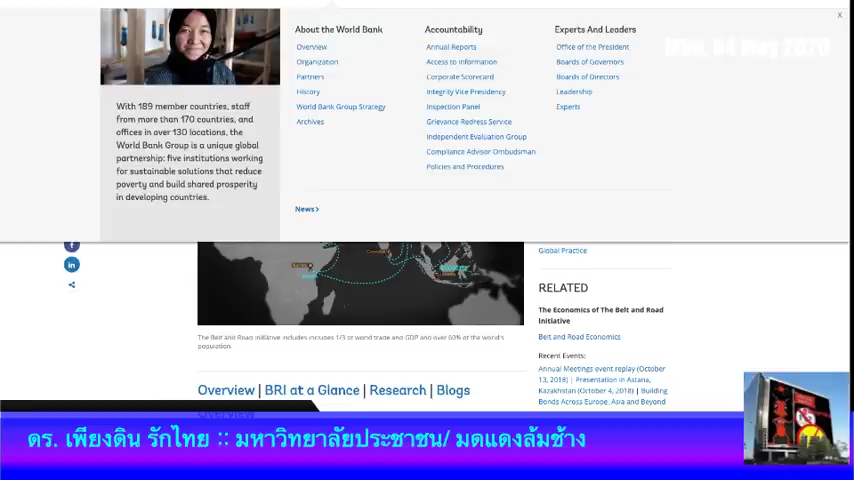 X
About the World Bank
Overview
Organization
Partners
History
World Bank Group Strategy
Archives
Accountability
Annual Reports
Access to Information
Corporate Scorecard
Integrity Vice Presidency
Inspection Panel
Grievance Redress Service
Independent Evaluation Group
Compliance Advisor Ombudsman
Policies and Procedures
Experts And Leaders
Office of the President
Boards of Governors
Boards of Directors
Leadership
Experts
Mon, 04 May 2020
With 189 member countries, staff
from more than 170 countries, and
offices in over 130 locations, the
World Bank Group is a unique global
partnership: five institutions working
for sustainable solutions that reduce
poverty and build shared prosperity
in developing countries.
News >
Global Practice
RELATED
The Economics of The Belt and Road
Initiative
Belt and Road Economics
Recent Events:
Annual Meetings event replay (October
13, 2018) | Presentation in Astana,
Kazakhstan (October 4, 2018) | Building
Bonds Across Europe, Asia and Beyond
The Belt and Road Initiative includes includes 1/3 of world trade and GDP and over 60% of the world's
population.
Overview | BRI at a Glance | Research | Blogs
Overview
ดร. เพียงดิน รักไทย :: มหาวิทยาลัยประชาชน/ มดแดงล้มช้าง